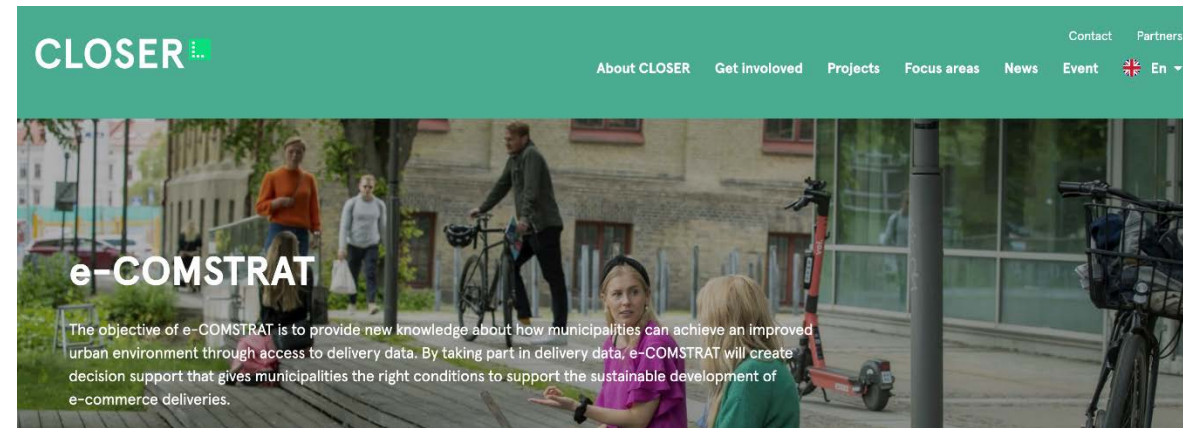 Contact Partners
CLOSER
About CLOSER Get involoved Projects Focus areas News Event En
e-COMSTRAT
The objective of e-COMSTRAT is to provide new knowledge about how municipalities can achieve an improved
urban environment through access to delivery data. By taking part in delivery data, e-COMSTRAT will create
decision support that gives municipalities the right conditions to support the sustainable development of
e-commerce deliveries.